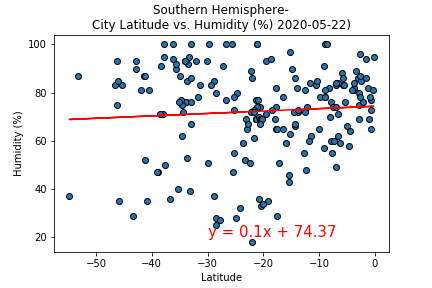 Southern Hemisphere-
City Latitude vs. Humidity (%) 2020-05-22)
100
80
60
40
20
Humidity (%)
y = 0.1x + 74.37
−50
−40
−30
−20
−10
0
Latitude